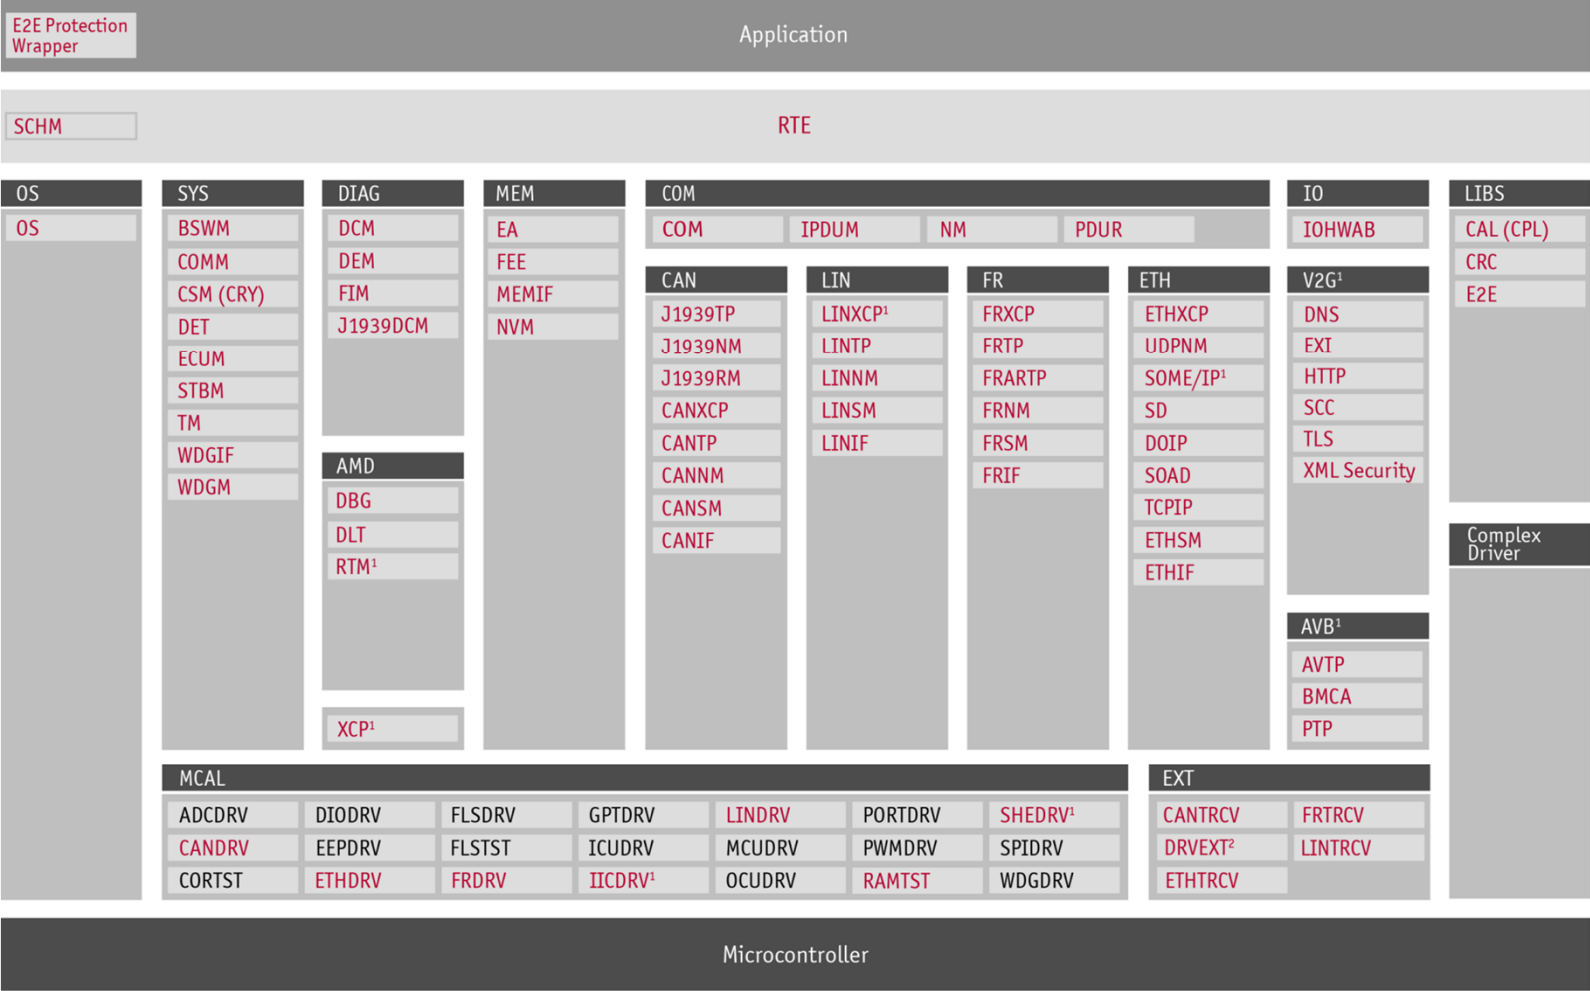 E2E Protection
Wrapper
Application
SCHM
RTE
OS
OS
SYS
BSWM
COMM
CSM (CRY)
DET
ECUM
STBM
TM
WDGIF
WDGM
DIAG
DCM
DEM
FIM
J1939DCM
AMD
DBG
DLT
RTM¹
XCP¹
MEM
EA
FEE
MEMIF
NVM
COM
COM
IPDUM
NM
PDUR
CAN
J1939TP
J1939NM
J1939RM
CANXCP
CANTP
CANNM
CANSM
CANIF
LIN
LINXCP¹
LINTP
LINNM
LINSM
LINIF
FR
FRXCP
FRTP
FRARTP
FRNM
FRSM
FRIF
ETH
ETHXCP
UDPNM
SOME/IP¹
SD
DOIP
SOAD
TCPIP
ETHSM
ETHIF
IO
IOHWAB
V2G¹
DNS
EXI
HTTP
SCC
TLS
XML Security
AVB¹
AVTP
BMCA
PTP
LIBS
CAL (CPL)
CRC
E2E
Complex
Driver
MCAL
ADCDRV
DIODRV
FLSDRV
GPTDRV
LINDRV
PORTDRV
SHEDRV¹
CANDRV
EEPDRV
FLSTST
ICUDRV
MCUDRV
PWMDRV
SPIDRV
CORTST
ETHDRV
FRDRV
IICDRV¹
OCUDRV
RAMTST
WDGDRV
EXT
CANTRCV
FRTRCV
DRVEXT²
LINTRCV
ETHTRCV
Microcontroller